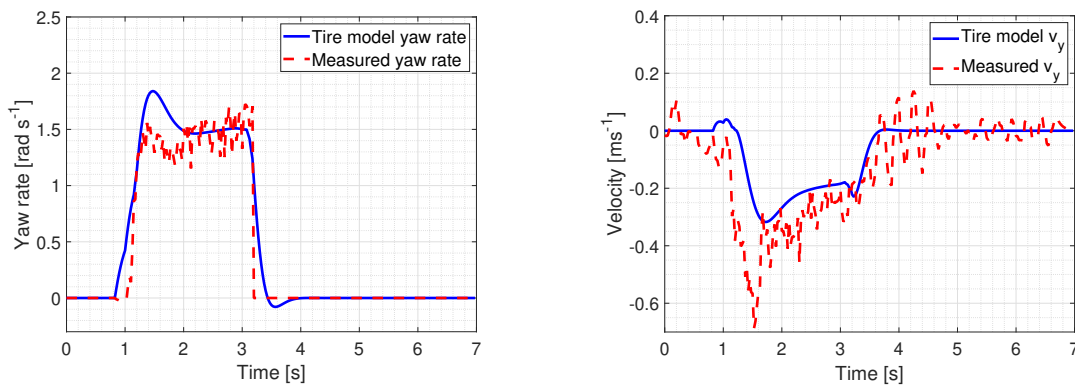 2.5
2
1.5
1
0.5
0
0 1 2 3 4 5 6 7
Time [s]
Yaw rate [rad s-1]
Tire model yaw rate
Measured yaw rate
0.4
0.2
0
-0.2
-0.4
-0.6
0 1 2 3 4 5 6 7
Time [s]
Velocity [ms-1]
Tire model v_y
Measured v_y